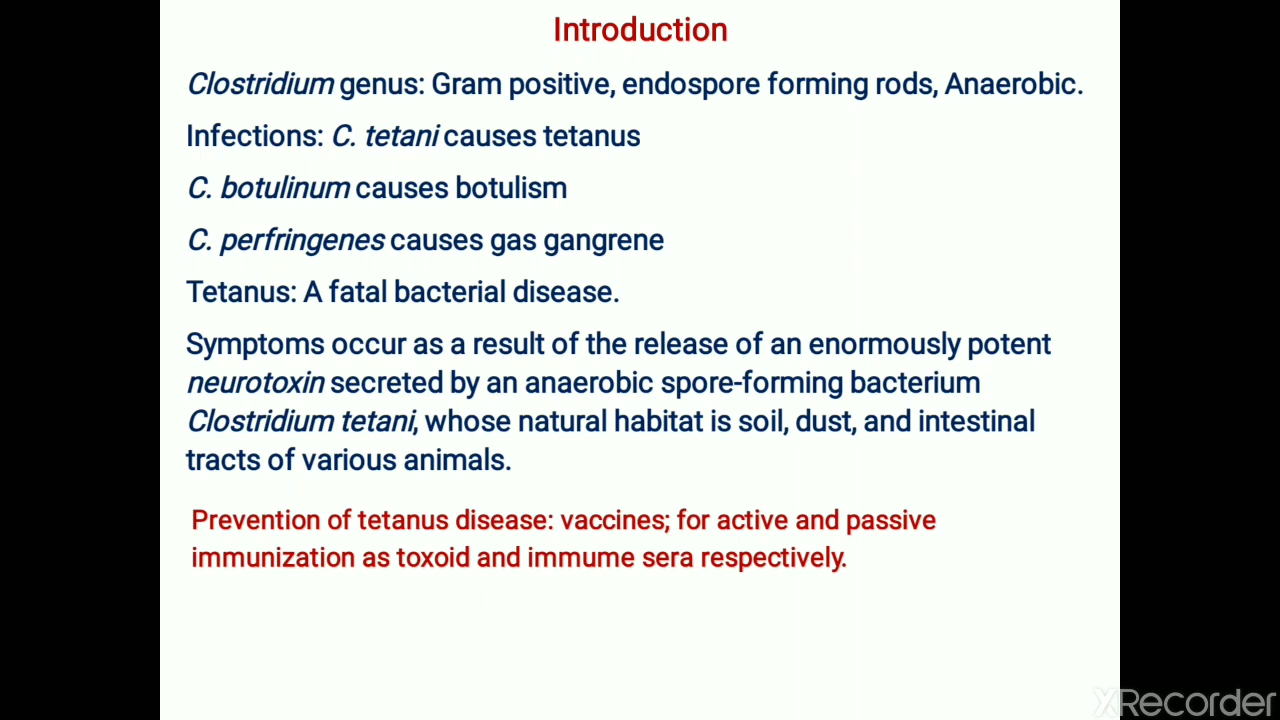 Introduction
Clostridium genus: Gram positive, endospore forming rods, Anaerobic.
Infections: C. tetani causes tetanus
C. botulinum causes botulism
C. perfringenes causes gas gangrene
Tetanus: A fatal bacterial disease.
Symptoms occur as a result of the release of an enormously potent
neurotoxin secreted by an anaerobic spore-forming bacterium
Clostridium tetani, whose natural habitat is soil, dust, and intestinal
tracts of various animals.
Prevention of tetanus disease: vaccines; for active and passive
immunization as toxoid and immume sera respectively.
XRecorder